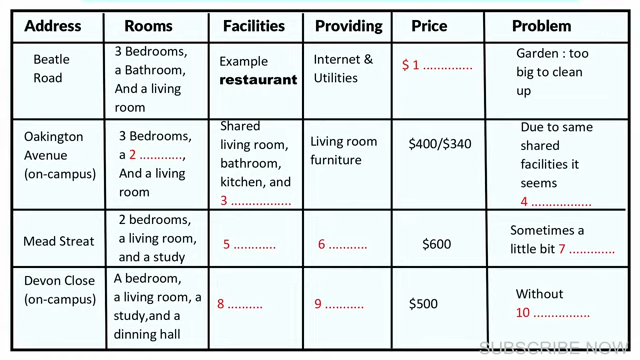 Address Rooms Facilities Providing Price Problem
Beatle
Road
3 Bedrooms,
a Bathroom,
And a living
room
Example
restaurant
Internet &
Utilities
$ 1 .............
Garden : too
big to clean
up
Oakington
Avenue
(on-campus)
3 Bedrooms,
a 2 ...........,
And a living
room
Shared
living room,
bathroom,
kitchen, and
3 ................
Living room
furniture
$400/$340
Due to same
shared
facilities it
seems
4 ................
Mead Streat
2 bedrooms,
a living room,
and a study
5 ...........
6 ..........
$600
Sometimes a
little bit 7 ............
Devon Close
(on-campus)
A bedroom,
a living room, a
study,and a
dinning hall
8 .........
9 .........
$500
Without
10 ...............
SUBSCRIBE NOW